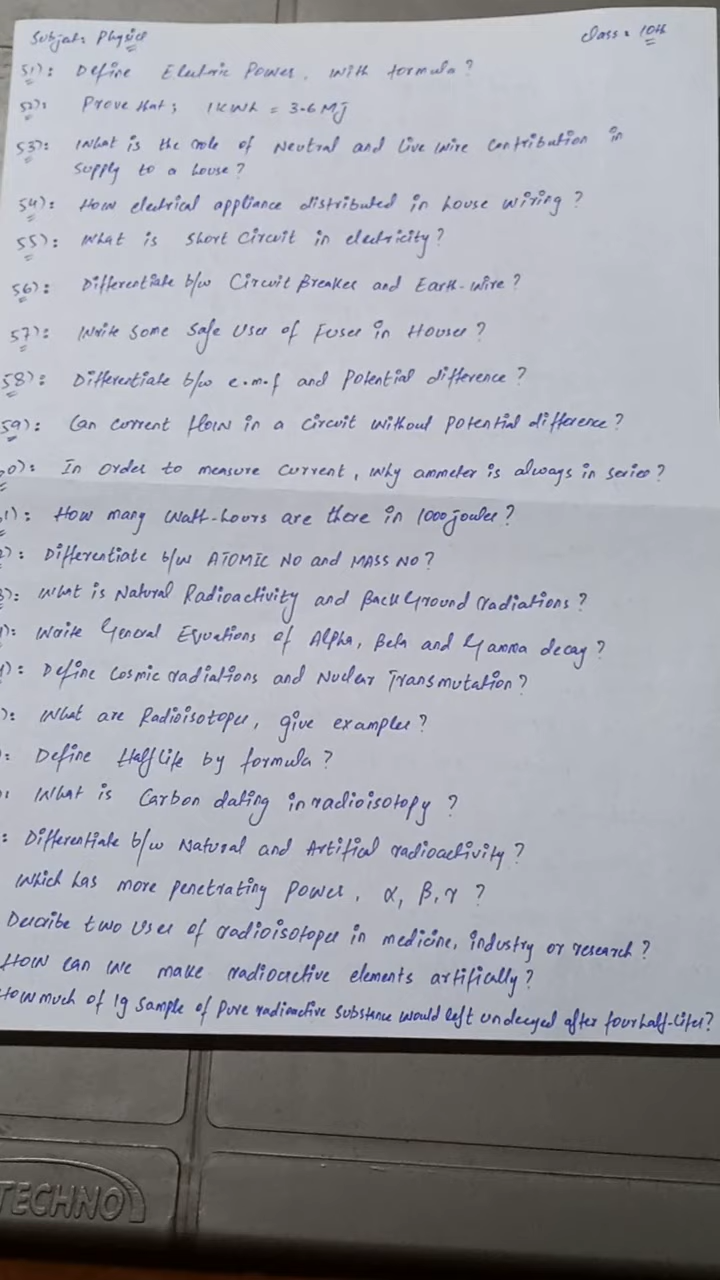 Subject: Physics Class: 10th
51): Define Electric Power, with formula?
52): Prove that; 1KWh = 3.6 MJ
53): What is the role of Neutral and Live wire contribution in
supply to a house?
54): How electrical appliance distributed in house wiring?
55): What is Short Circuit in electricity?
56): Differentiate b/w Circuit Breaker and Earth-wire?
57): Write some safe Uses of Fuses in Houses?
58): Differentiate b/w e.m.f and Potential difference?
59): Can current flow in a circuit without potential difference?
0): In order to measure current, why ammeter is always in series?
1): How many Watt-hours are there in 1000 joules?
): Differentiate b/w ATOMIC NO and MASS NO?
): What is Natural Radioactivity and BackGround radiations?
): Write General Equations of Alpha, Beta and Gamma decay?
): Define Cosmic radiations and Nuclear Transmutation?
): What are Radioisotopes, give examples?
: Define Half life by formula?
: What is Carbon dating in radioisotopy?
: Differentiate b/w Natural and Artifical radioactivity?
Which has more penetrating Power, α, β, γ?
Describe two Uses of radioisotopes in medicine, industry or research?
How can we make radioactive elements artifically?
How much of 1g sample of Pure radioactive substance would left undecyed after four half-lifes?
TECHNO